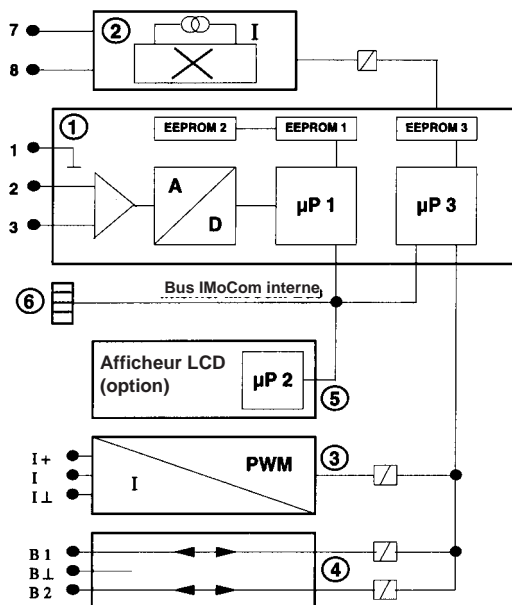 7
2
I
8
1
EEPROM 2
EEPROM 1
EEPROM 3
1
2
3
A
D
µP 1
µP 3
6
Bus IMoCom interne
Afficheur LCD
(option)
µP 2
5
I +
I
I⊥
I
PWM
3
B 1
B⊥
B 2
4